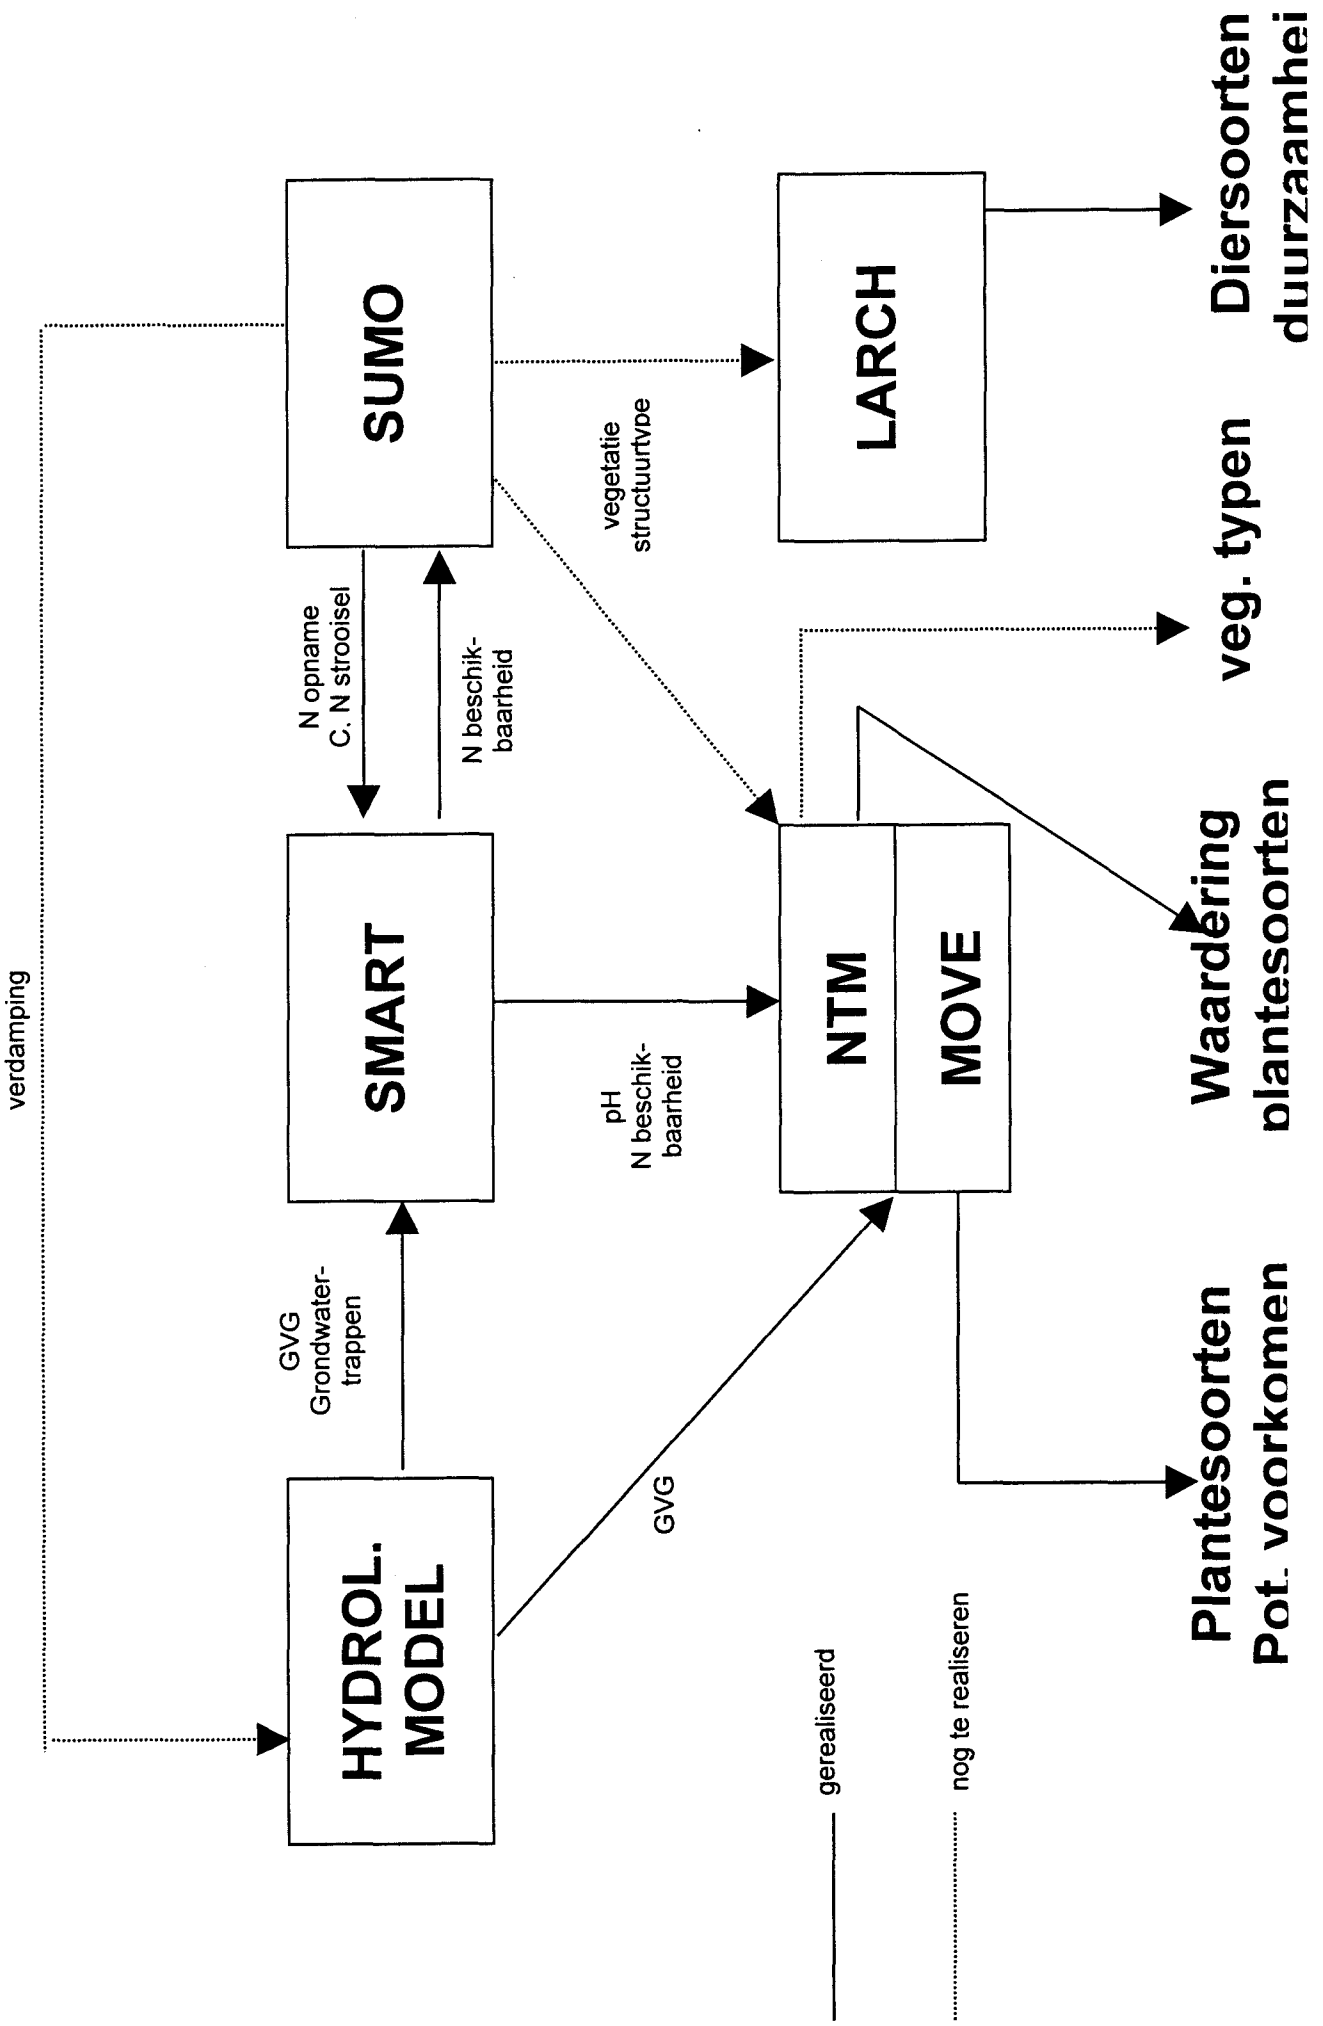 verdamping
HYDROL.
MODEL
GVG
Grondwater-
trappen
SMART
N opname
C. N strooisel
N beschik-
baarheid
SUMO
GVG
pH
N beschik-
baarheid
vegetatie
structuurtype
NTM
MOVE
LARCH
gerealiseerd
nog te realiseren
Plantesoorten
Pot. voorkomen
Waardering
plantesoorten
veg. typen
Diersoorten
duurzaamhei